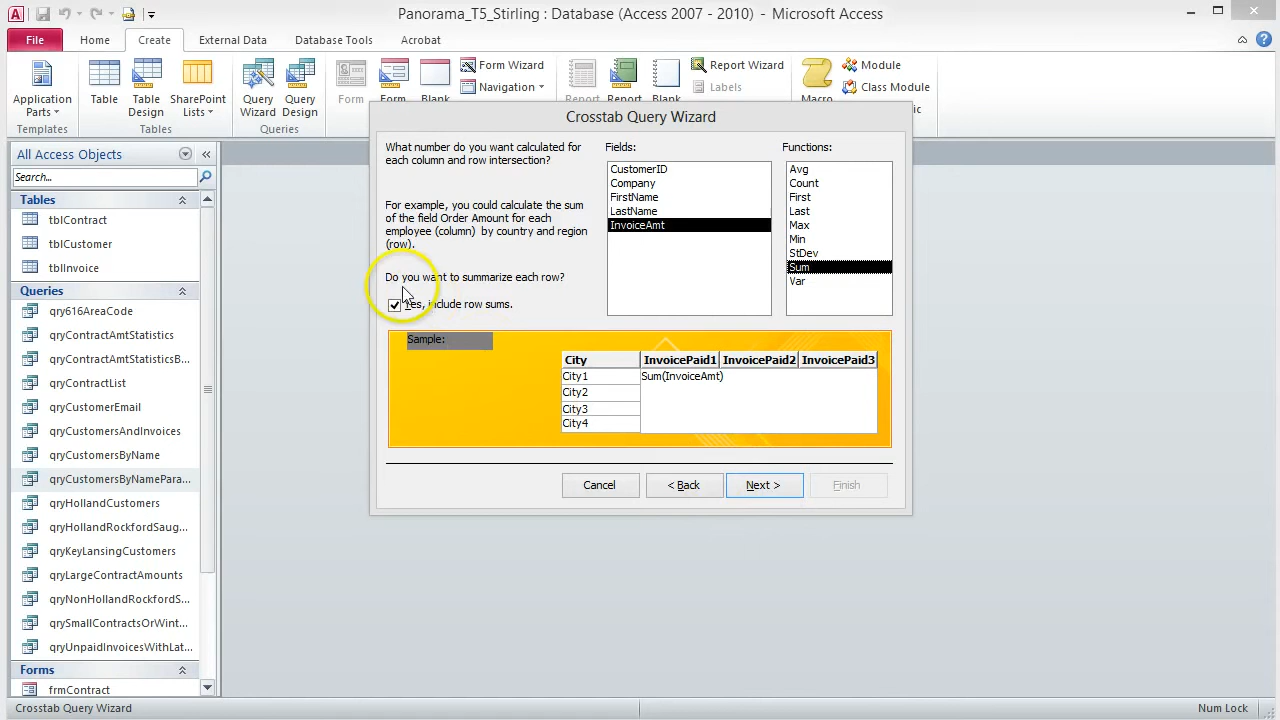 Panorama_T5_Stirling : Database (Access 2007 - 2010) - Microsoft Access
File Home Create External Data Database Tools Acrobat
Application Parts
Templates
Table
Table Design
SharePoint Lists
Tables
Query Wizard
Query Design
Queries
Form
Form
Blank
Form Wizard
Navigation
Report
Report
Blank
Report Wizard
Labels
Macro
Module
Class Module
All Access Objects
Search...
Tables
tblContract
tblCustomer
tblInvoice
Queries
qry616AreaCode
qryContractAmtStatistics
qryContractAmtStatisticsB...
qryContractList
qryCustomerEmail
qryCustomersAndInvoices
qryCustomersByName
qryCustomersByNamePara...
qryHollandCustomers
qryHollandRockfordSaug...
qryKeyLansingCustomers
qryLargeContractAmounts
qryNonHollandRockfordS...
qrySmallContractsOrWint...
qryUnpaidInvoicesWithLat...
Forms
frmContract
Crosstab Query Wizard
What number do you want calculated for
each column and row intersection?
For example, you could calculate the sum
of the field Order Amount for each
employee (column) by country and region
(row).
Do you want to summarize each row?
Yes, include row sums.
Fields:
CustomerID
Company
FirstName
LastName
InvoiceAmt
Functions:
Avg
Count
First
Last
Max
Min
StDev
Sum
Var
Sample:
City InvoicePaid1 InvoicePaid2 InvoicePaid3
City1 Sum(InvoiceAmt)
City2
City3
City4
Cancel < Back Next > Finish
Crosstab Query Wizard
Num Lock